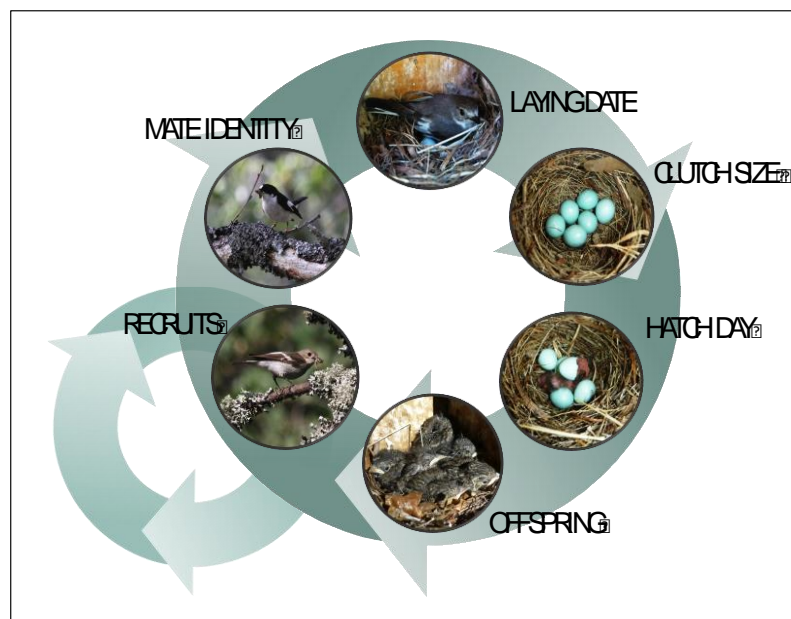 LAYING DATE
MATE IDENTITY
CLUTCH SIZE
RECRUITS
HATCH DAY
OFFSPRING